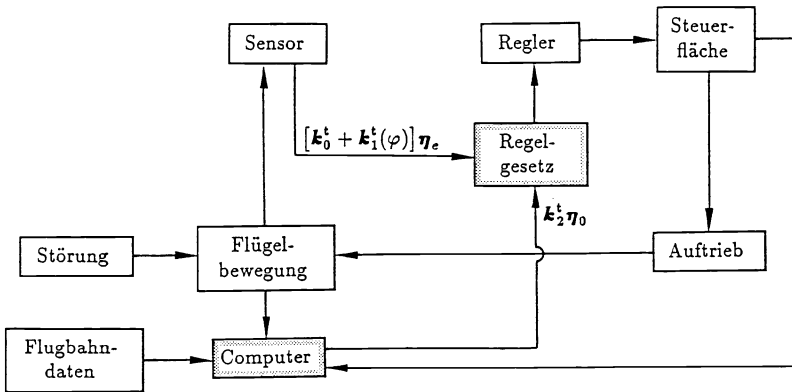 Sensor
Regler
Steuer-
fläche
[k₀ᵗ + k₁ᵗ(φ)] ηₑ
Regel-
gesetz
k₂ᵗ η₀
Störung
Flügel-
bewegung
Auftrieb
Flugbahn-
daten
Computer